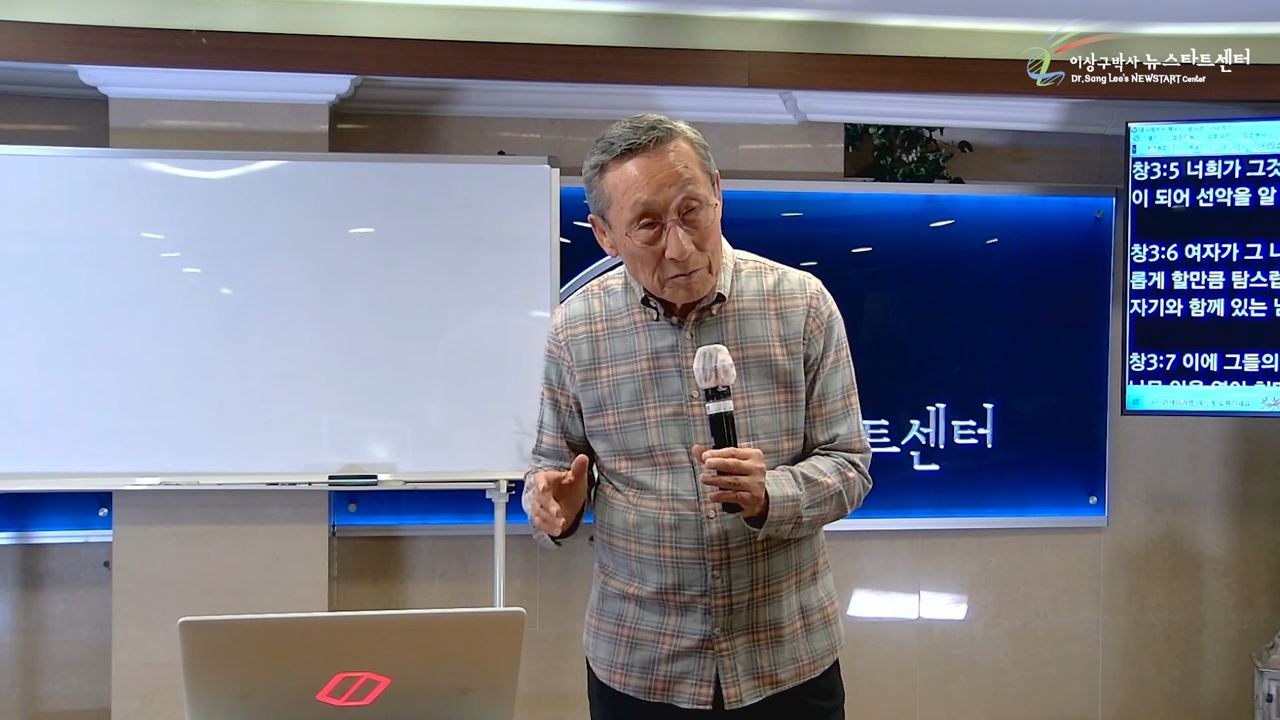 이상구박사 뉴스타트센터
Dr. Sang Lee's NEWSTART Center
창3:5 너희가 그것
이 되어 선악을 알
창3:6 여자가 그 나
롭게 할만큼 탐스럽
자기와 함께 있는 남
창3:7 이에 그들의
트센터